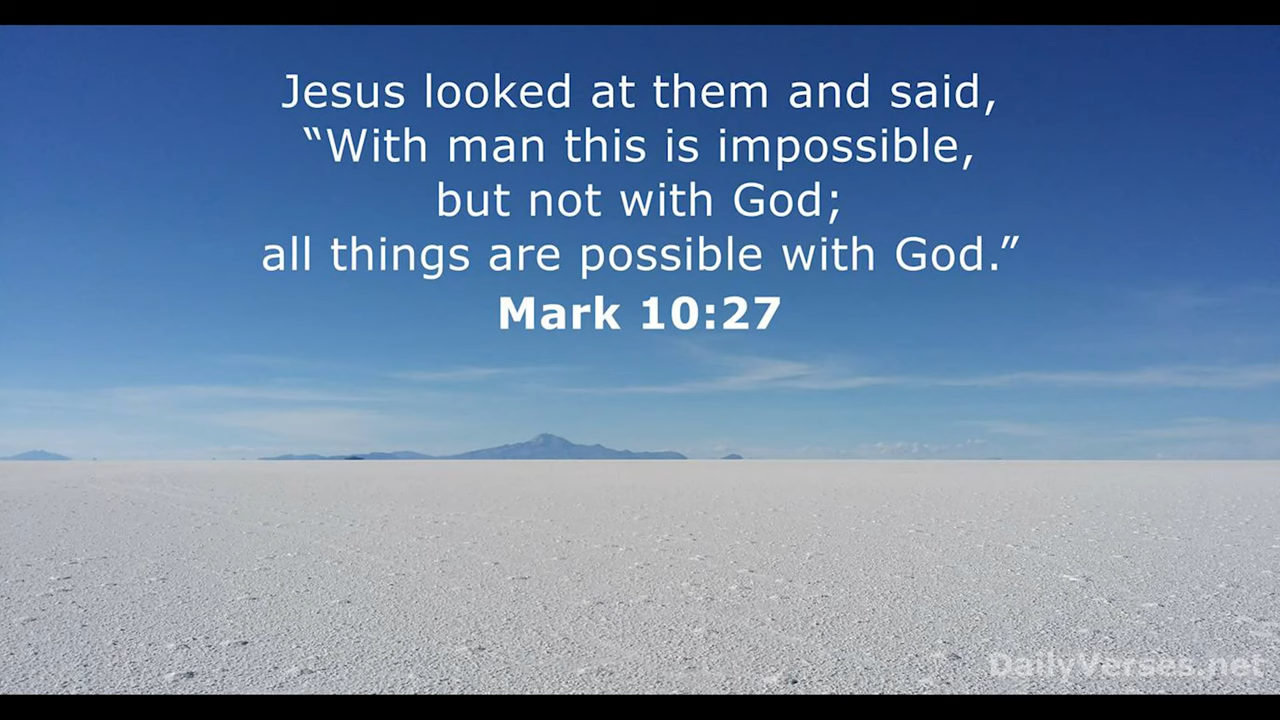 Jesus looked at them and said,
“With man this is impossible,
but not with God;
all things are possible with God.”
Mark 10:27
DailyVerses.net